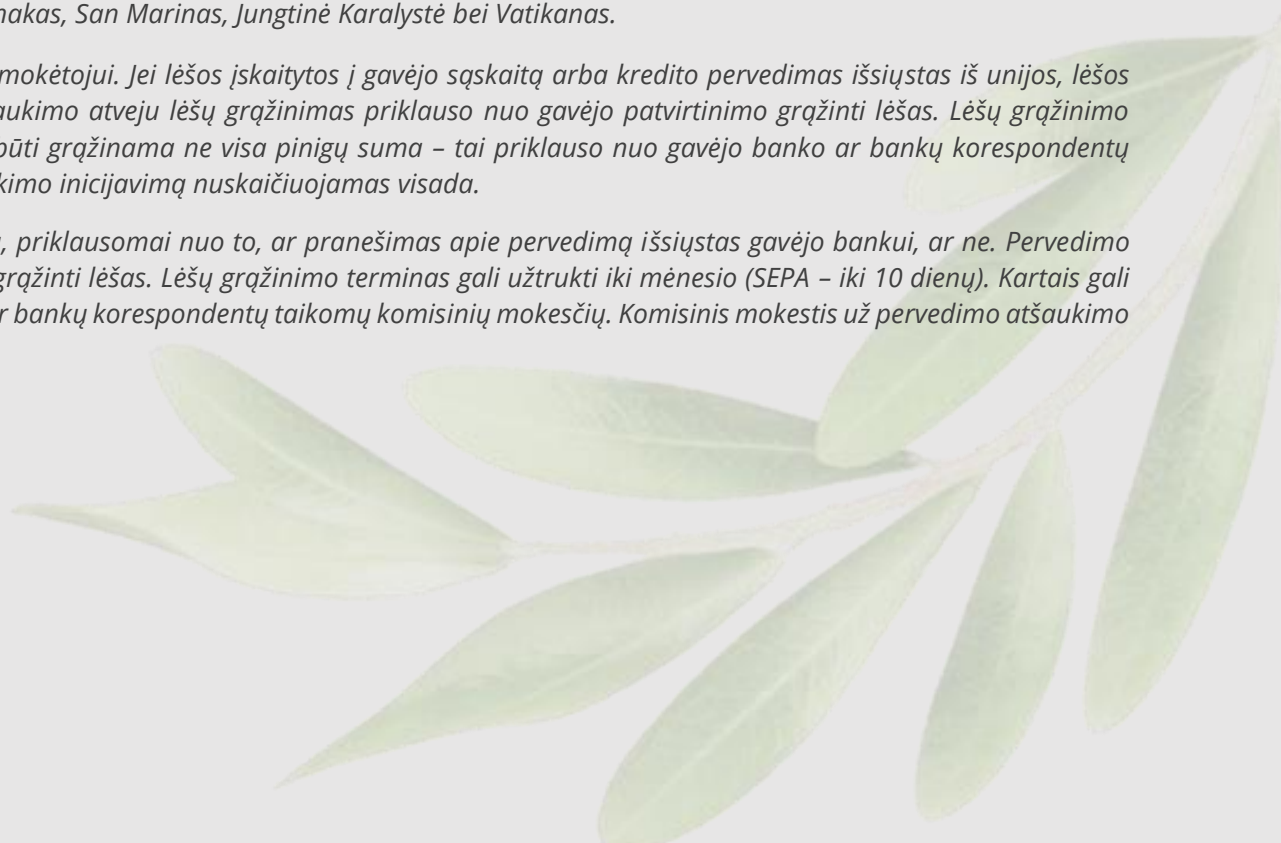 San Marinas, Jungtinė Karalystė bei Vatikanas.
mokėtojui. Jei lėšos įskaitytos į gavėjo sąskaitą arba kredito pervedimas išsiųstas iš unijos, lėšos
atveju lėšų grąžinimas priklauso nuo gavėjo patvirtinimo grąžinti lėšas. Lėšų grąžinimo
būti grąžinama ne visa pinigų suma – tai priklauso nuo gavėjo banko ar bankų korespondentų
inicijavimą nuskaičiuojamas visada.
priklausomai nuo to, ar pranešimas apie pervedimą išsiųstas gavėjo bankui, ar ne. Pervedimo
grąžinti lėšas. Lėšų grąžinimo terminas gali užtrukti iki mėnesio (SEPA – iki 10 dienų). Kartais gali
bankų korespondentų taikomų komisinių mokesčių. Komisinis mokestis už pervedimo atšaukimo